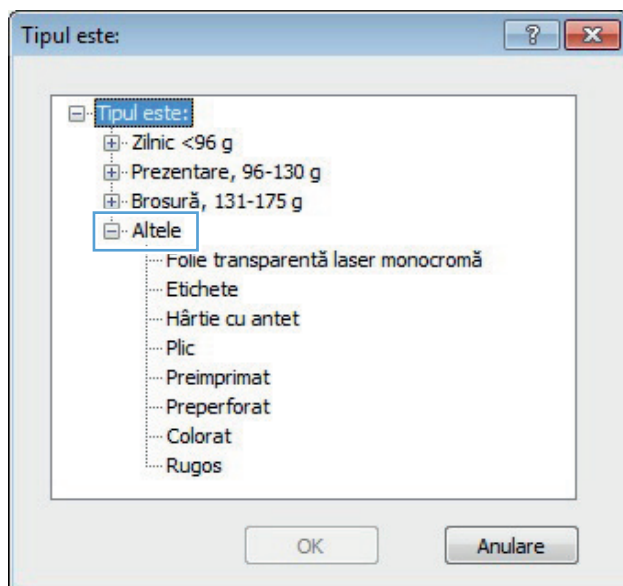 Tipul este:
Tipul este:
Zilnic <96 g
Prezentare, 96-130 g
Broșură, 131-175 g
Altele
Folie transparentă laser monocromă
Etichete
Hârtie cu antet
Plic
Preimprimat
Preperforat
Colorat
Rugos
OK
Anulare